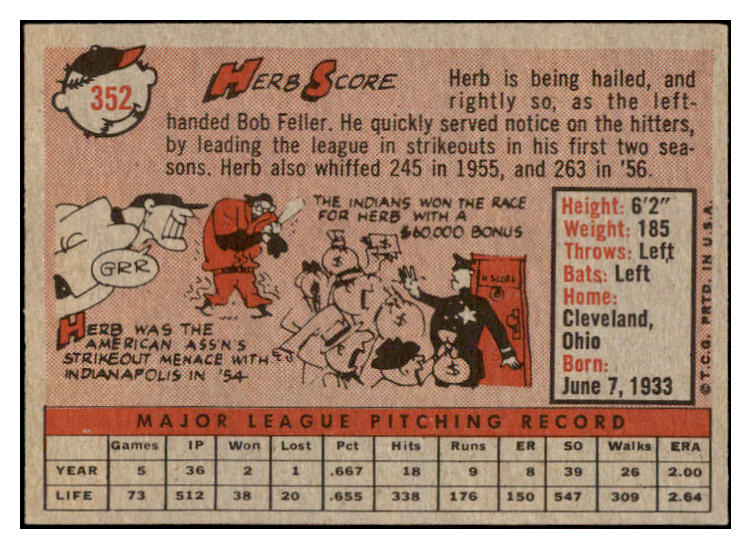 352
HERB SCORE
Herb is being hailed, and
rightly so, as the left-
handed Bob Feller. He quickly served notice on the hitters,
by leading the league in strikeouts in his first two sea-
sons. Herb also whiffed 245 in 1955, and 263 in '56.
GRR
HERB WAS THE
AMERICAN ASS'N'S
STRIKEOUT MENACE WITH
INDIANAPOLIS IN '54
THE INDIANS WON THE RACE
FOR HERB WITH A
$60,000 BONUS
H SCORE
$
$
$
$
$
Height: 6'2"
Weight: 185
Throws: Left
Bats: Left
Home:
Cleveland,
Ohio
Born:
June 7, 1933
©T.C.G. PRTD. IN U.S.A.
MAJOR LEAGUE PITCHING RECORD
Games IP Won Lost Pct Hits Runs ER SO Walks ERA
YEAR 5 36 2 1 .667 18 9 8 39 26 2.00
LIFE 73 512 38 20 .655 338 176 150 547 309 2.64